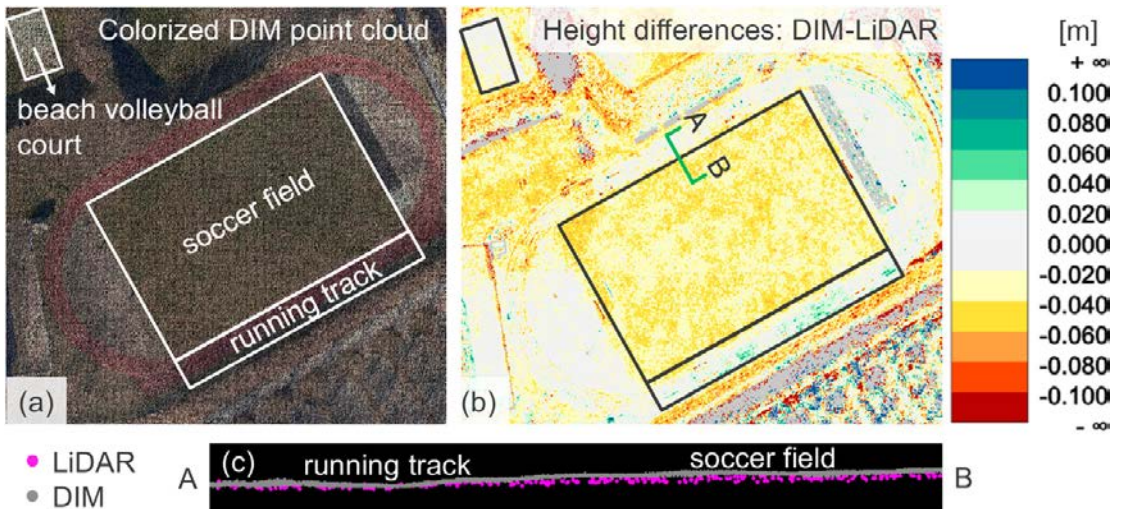 Colorized DIM point cloud
beach volleyball
court
soccer field
running track
(a)
Height differences: DIM-LiDAR
A
B
(b)
[m]
+ ∞
0.100
0.080
0.060
0.040
0.020
0.000
-0.020
-0.040
-0.060
-0.080
-0.100
- ∞
LiDAR
DIM
A
(c)
running track
soccer field
B